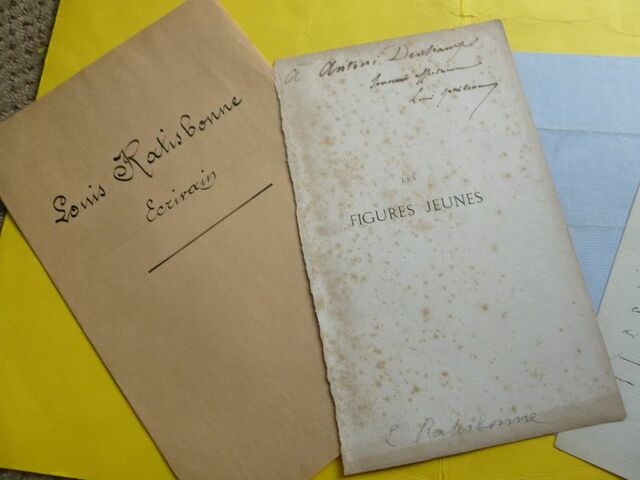 Louis Ratisbonne
Ecrivain
À Antoni Deschamps
LES
FIGURES JEUNES
L Ratisbonne